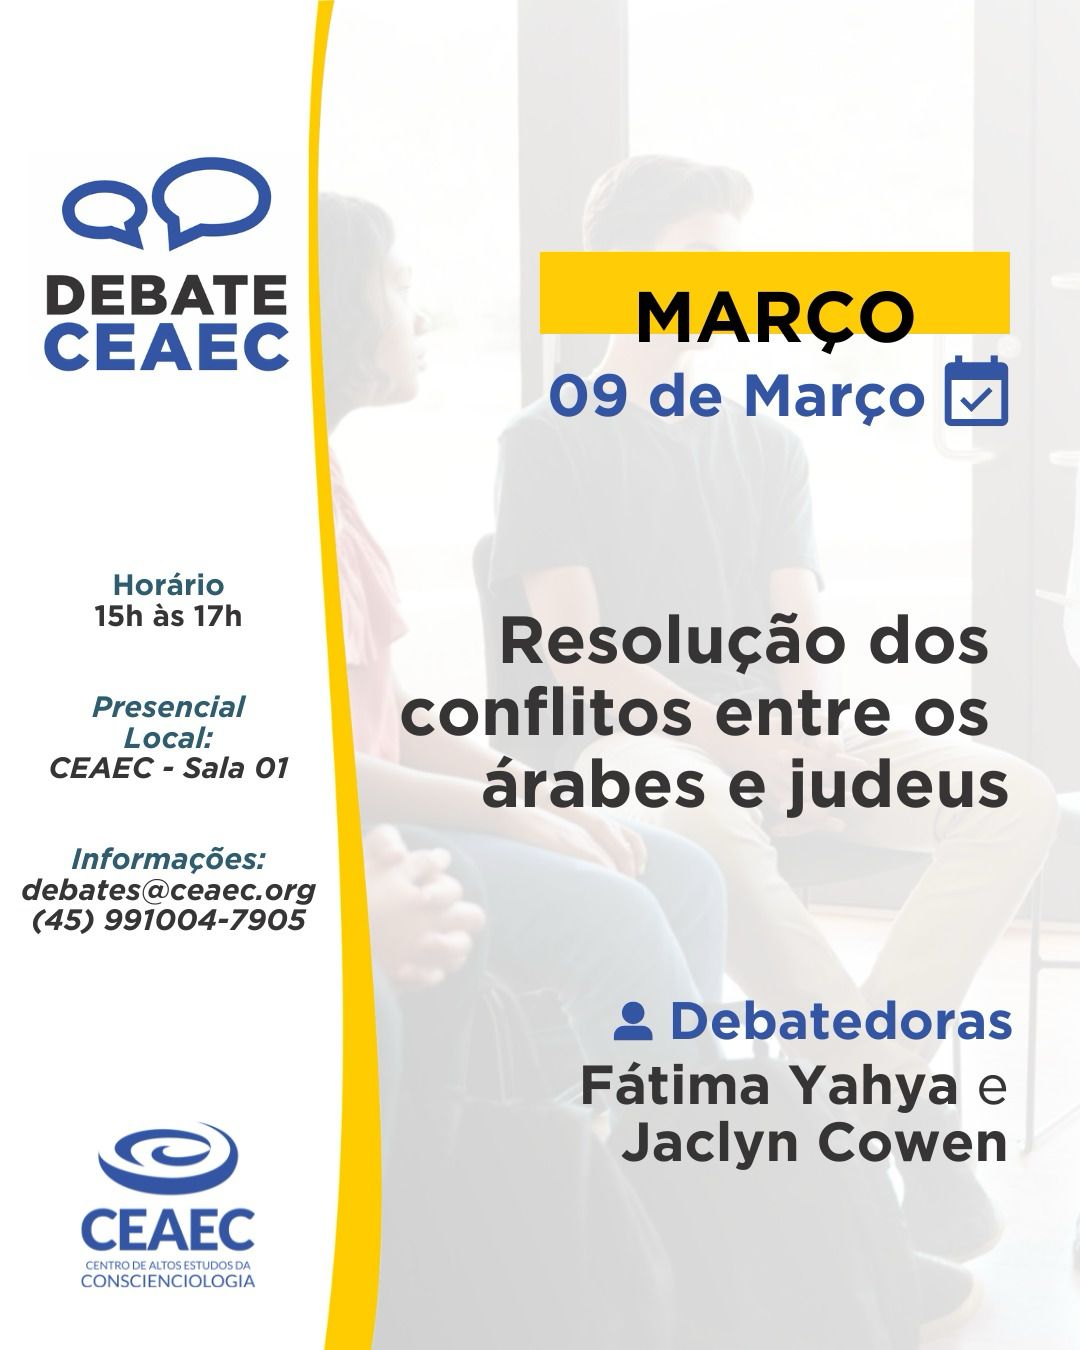 DEBATE
CEAEC
Horário
15h às 17h
Presencial
Local:
CEAEC - Sala 01
Informações:
debates@ceaec.org
(45) 991004-7905
CEAEC
CENTRO DE ALTOS ESTUDOS DA
CONSCIENCIOLOGIA
MARÇO
09 de Março
Resolução dos
conflitos entre os
árabes e judeus
Debatedoras
Fátima Yahya e
Jaclyn Cowen